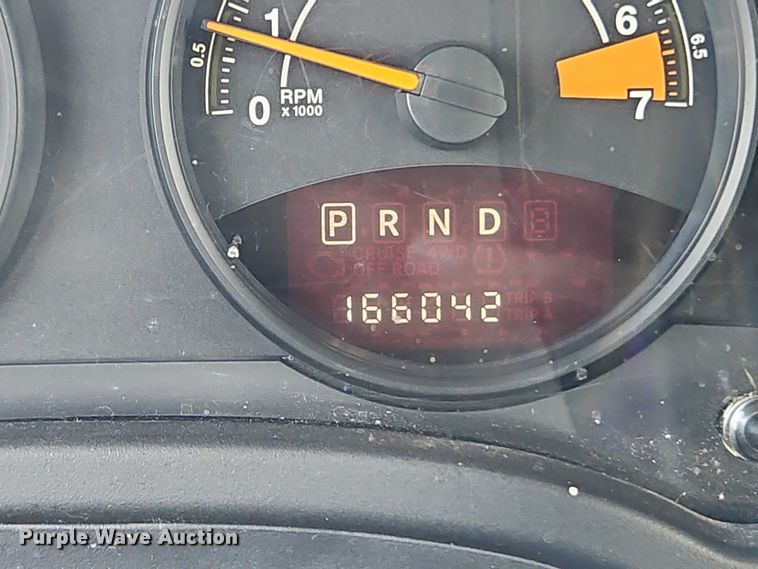 0.5
1
0
RPM
x 1000
6
6.5
7
P R N D
CRUISE 4WD
OFF ROAD
166042
TRIP B
TRIP A
Purple Wave Auction